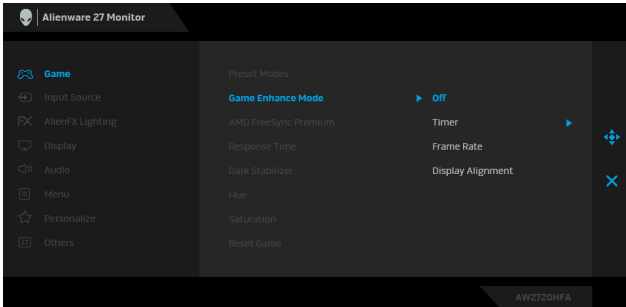 Alienware 27 Monitor
Game
Preset Modes
Input Source
Game Enhance Mode
Off
AlienFX Lighting
AMD FreeSync Premium
Timer
Display
Response Time
Frame Rate
Audio
Dark Stabilizer
Display Alignment
Menu
Hue
Personalize
Saturation
Others
Reset Game
AW2720HFA